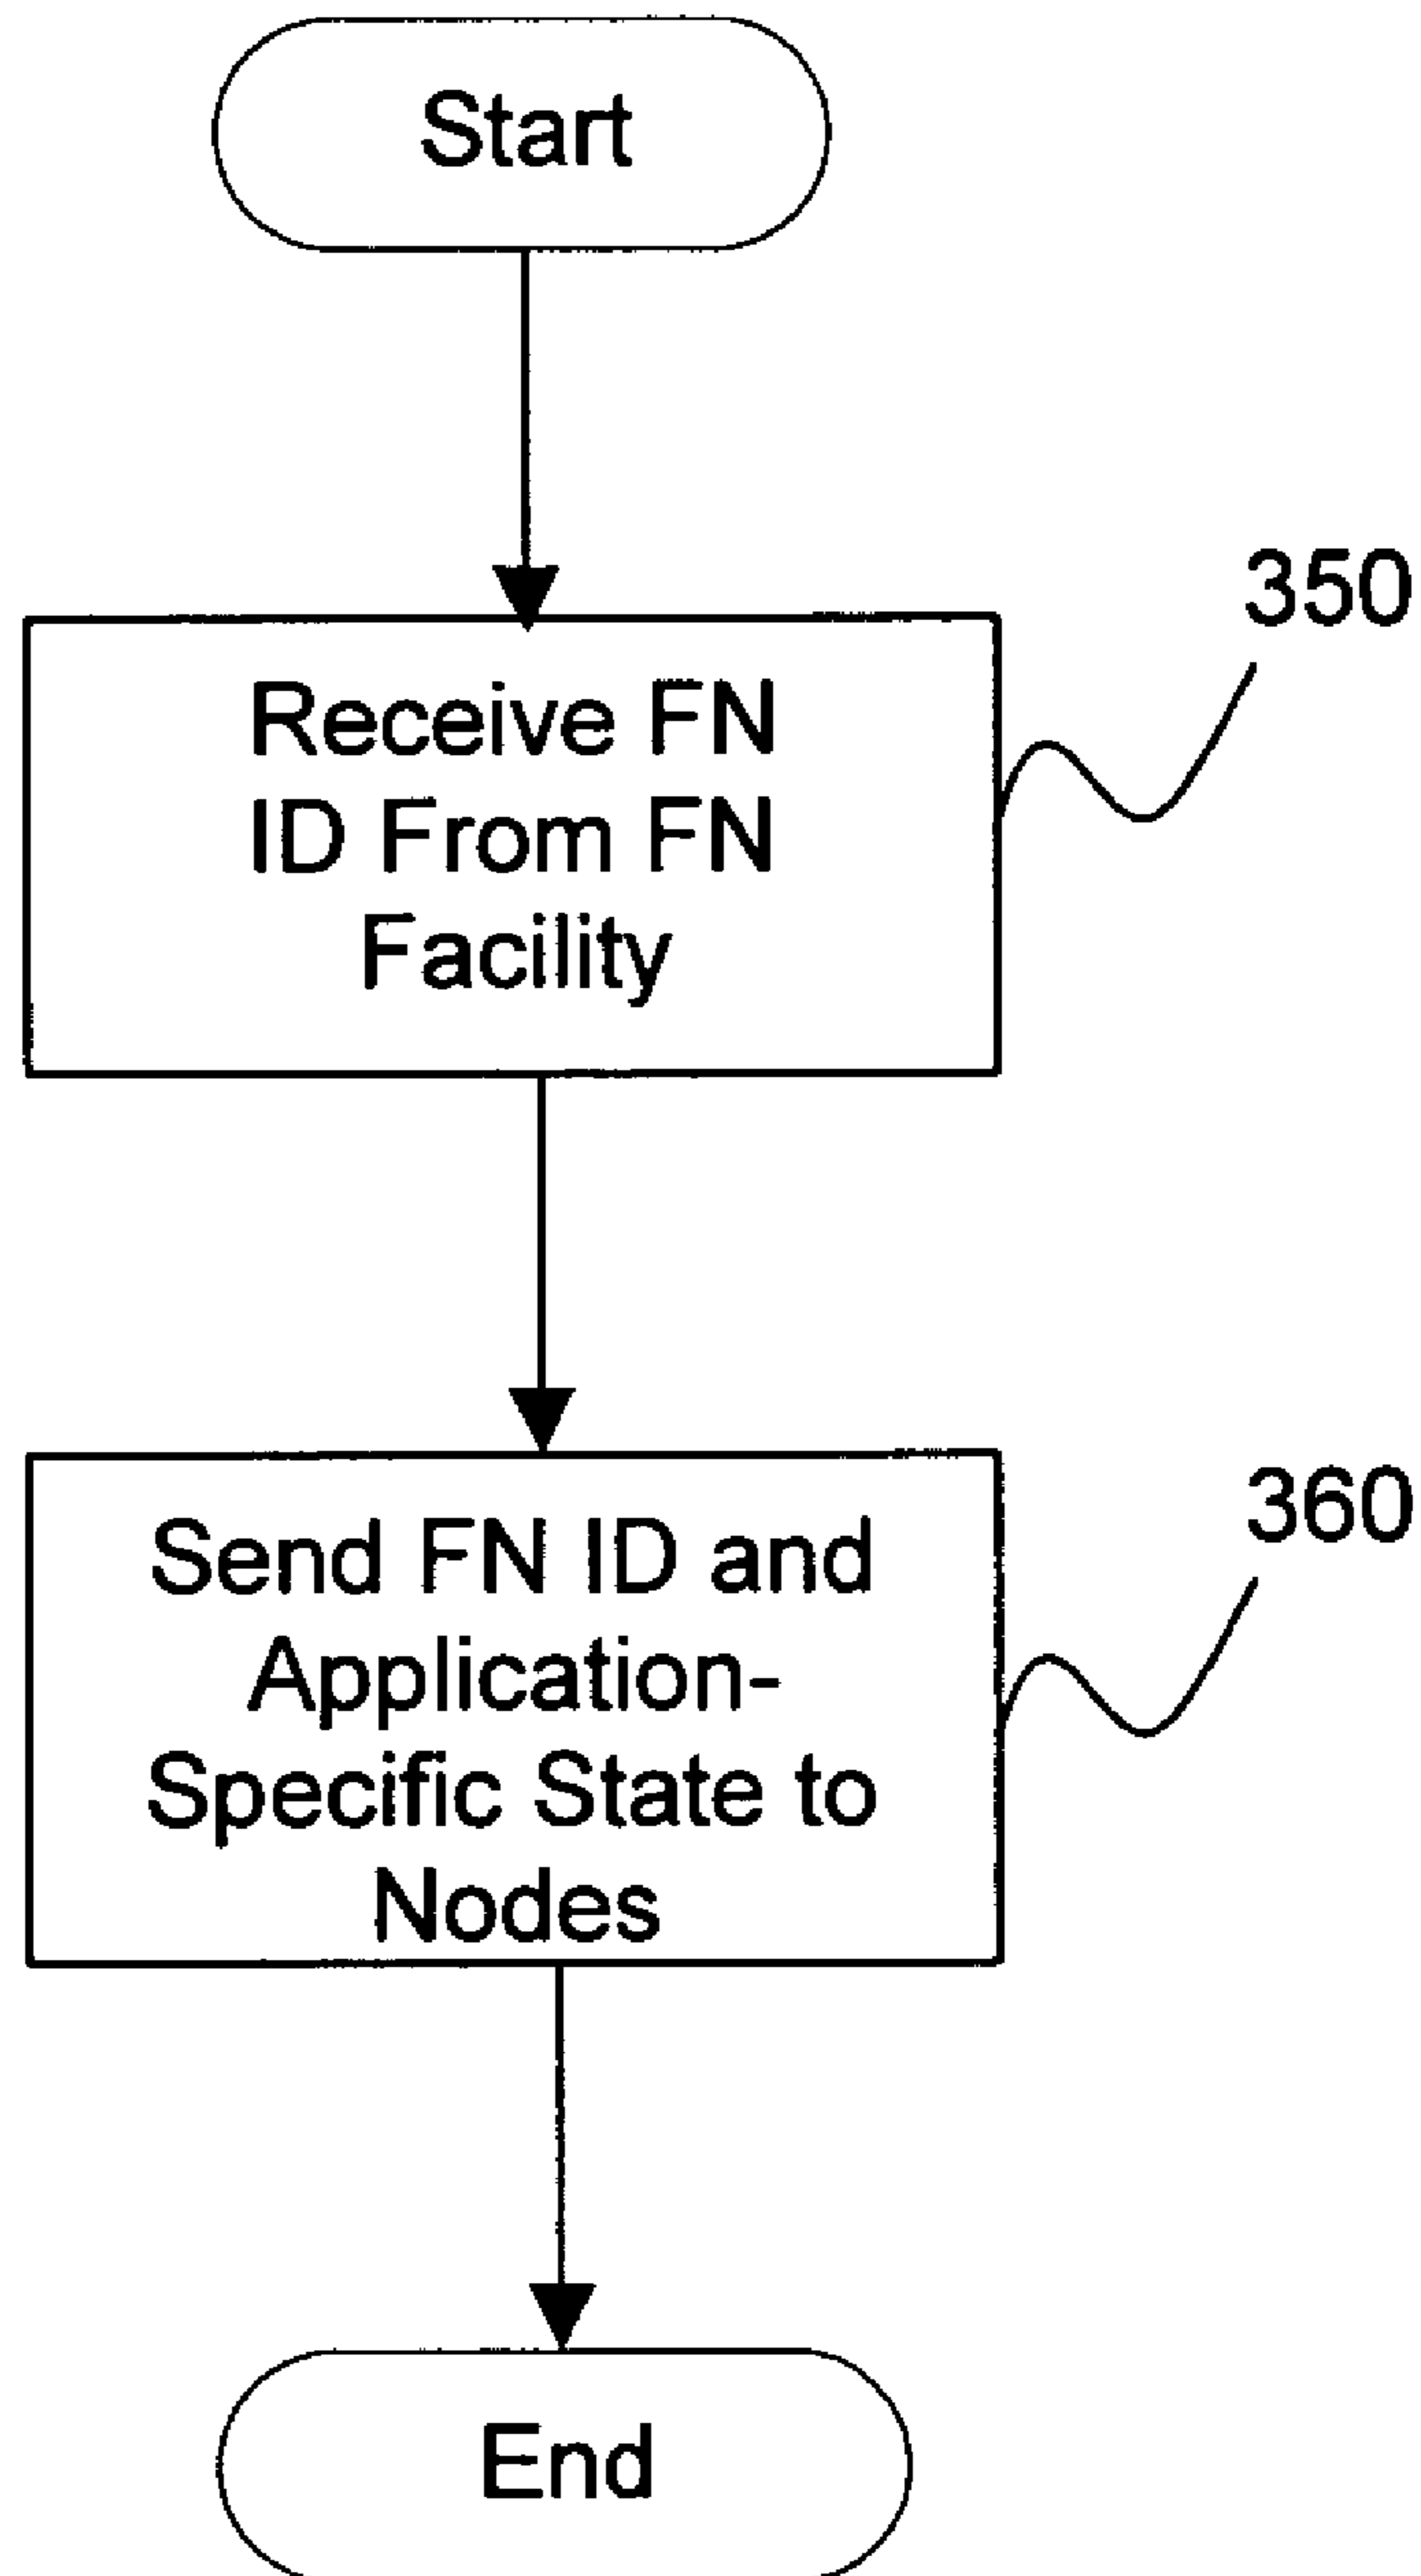 Start
350
Receive FN
ID From FN
Facility
360
Send FN ID and
Application-
Specific State to
Nodes
End